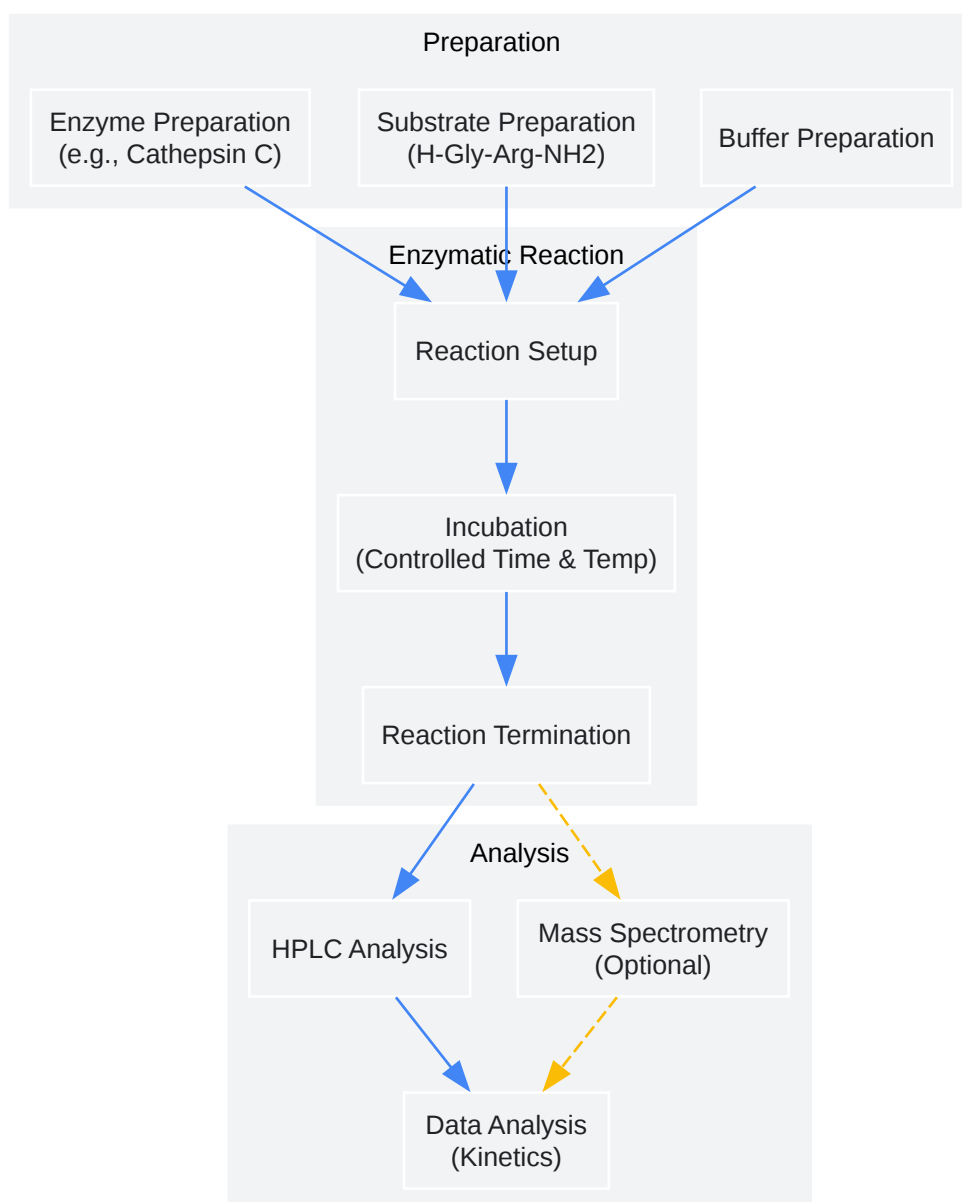 Preparation
Enzyme Preparation
(e.g., Cathepsin C)
Substrate Preparation
(H-Gly-Arg-NH2)
Buffer Preparation
Enzymatic Reaction
Reaction Setup
Incubation
(Controlled Time & Temp)
Reaction Termination
Analysis
HPLC Analysis
Mass Spectrometry
(Optional)
Data Analysis
(Kinetics)